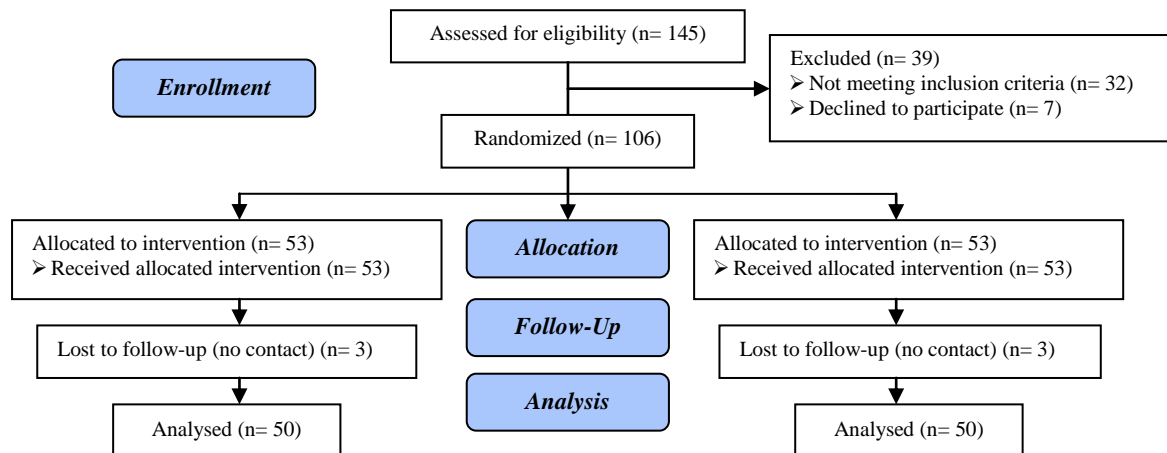 Assessed for eligibility (n= 145)
Excluded (n= 39)
➢ Not meeting inclusion criteria (n= 32)
➢ Declined to participate (n= 7)
Enrollment
Randomized (n= 106)
Allocated to intervention (n= 53)
➢ Received allocated intervention (n= 53)
Allocation
Allocated to intervention (n= 53)
➢ Received allocated intervention (n= 53)
Lost to follow-up (no contact) (n= 3)
Follow-Up
Lost to follow-up (no contact) (n= 3)
Analysed (n= 50)
Analysis
Analysed (n= 50)